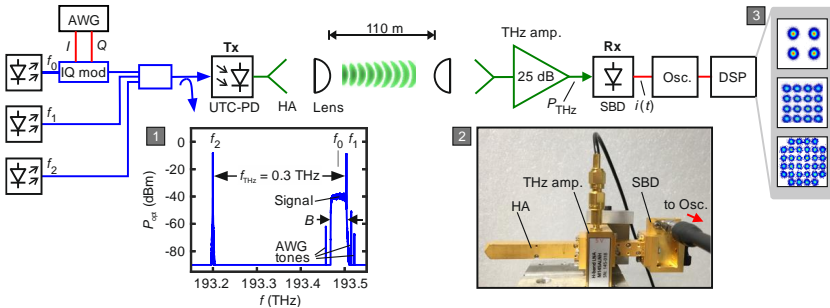 AWG
I
Q
f0
IQ mod
f1
f2
Tx
UTC-PD
HA
Lens
110 m
THz amp.
25 dB
PTHz
Rx
SBD
i(t)
Osc.
DSP
3
1
f2
f0 f1
fTHz = 0.3 THz
Signal
B
AWG
tones
Popt (dBm)
0
-20
-40
-60
-80
193.2
193.3
193.4
193.5
f (THz)
2
THz amp.
SBD
HA
to Osc.